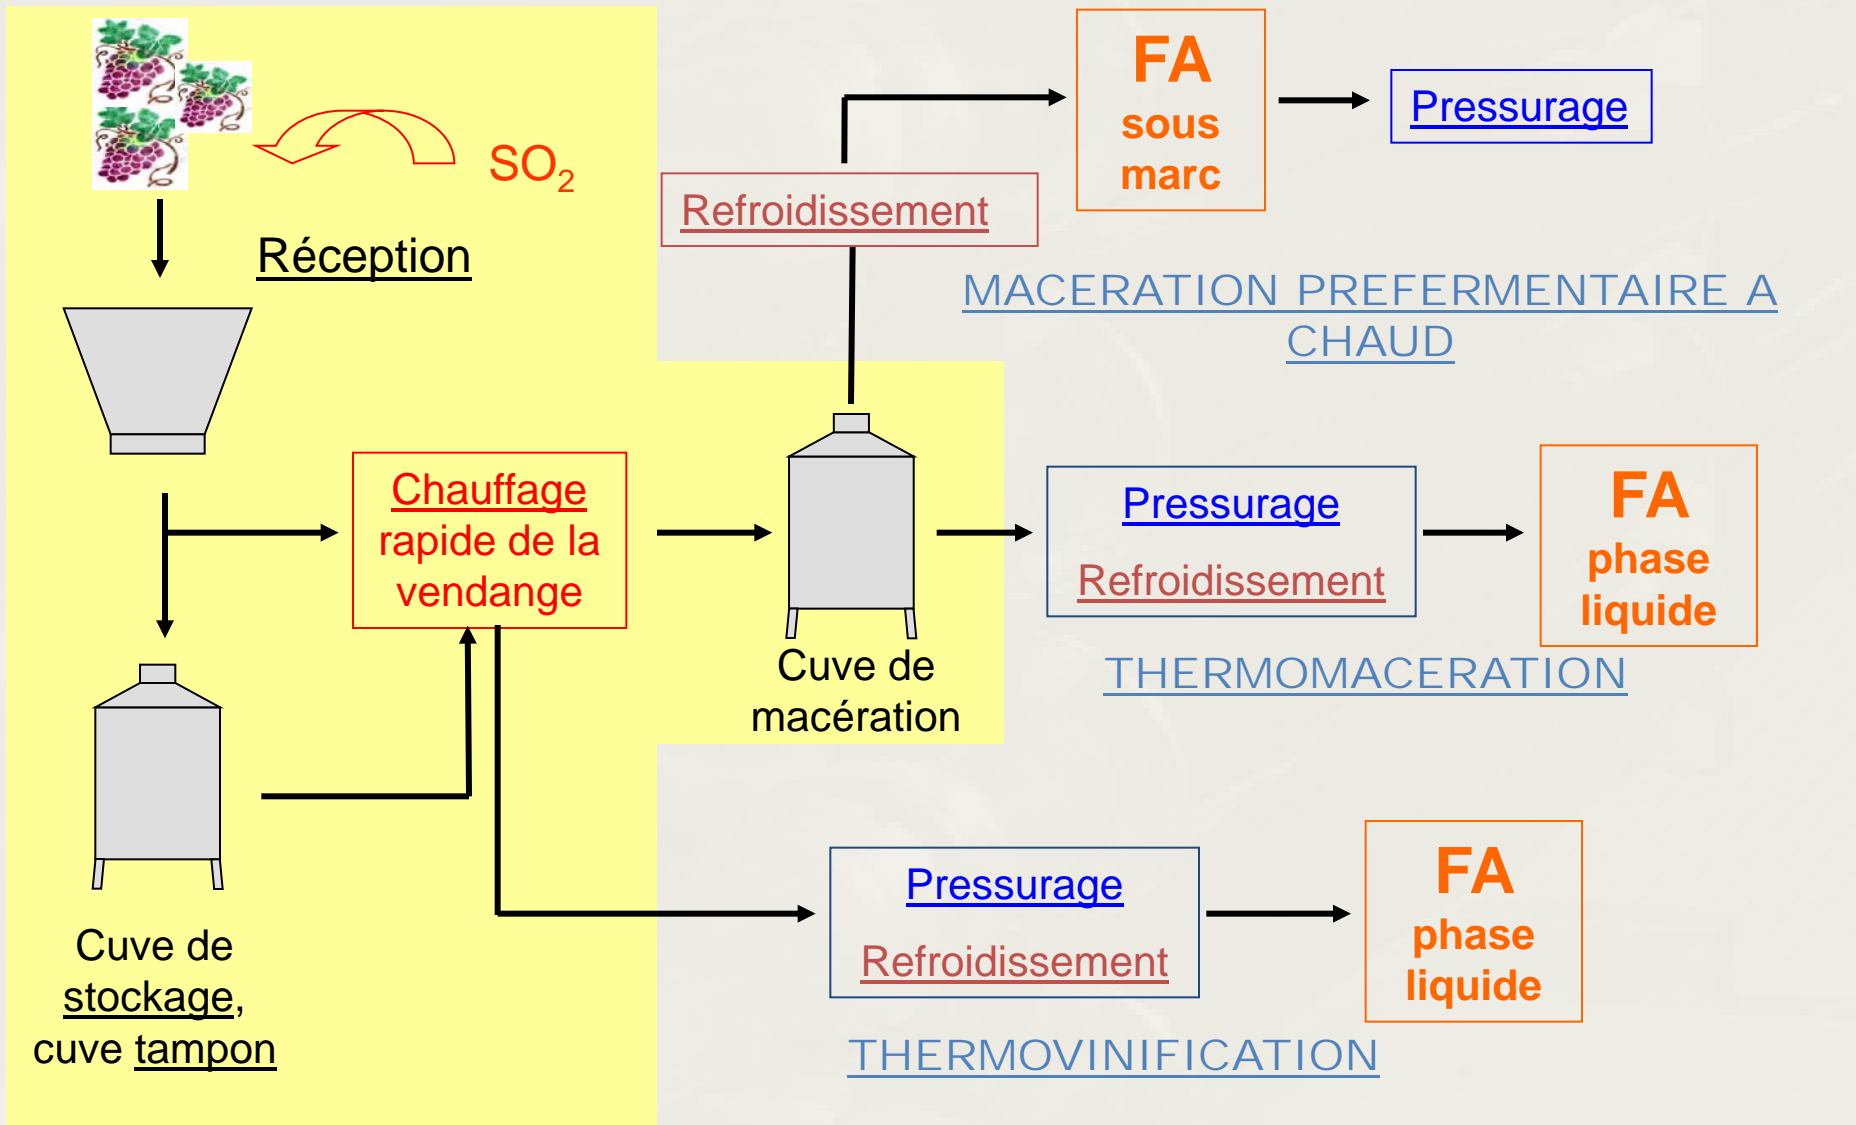 SO2
Réception
Chauffage
rapide de la
vendange
Cuve de
stockage,
cuve tampon
Cuve de
macération
Refroidissement
FA
sous
marc
Pressurage
MACERATION PREFERMENTAIRE A
CHAUD
Pressurage
Refroidissement
FA
phase
liquide
THERMOMACERATION
Pressurage
Refroidissement
FA
phase
liquide
THERMOVINIFICATION